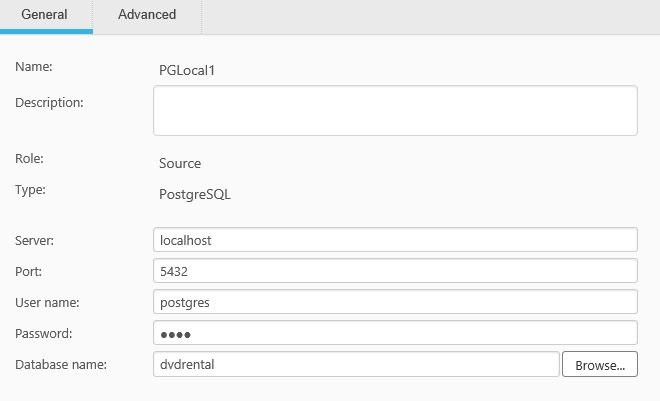 General Advanced
Name: PGLocal1
Description:
Role: Source
Type: PostgreSQL
Server: localhost
Port: 5432
User name: postgres
Password: ●●●●
Database name: dvdrental Browse...